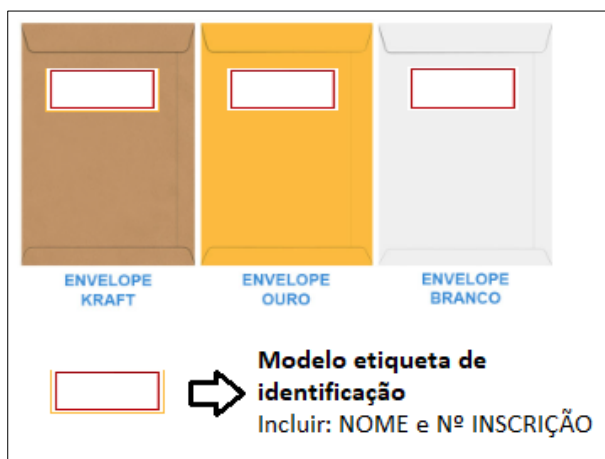 ENVELOPE
KRAFT
ENVELOPE
OURO
ENVELOPE
BRANCO
Modelo etiqueta de
identificação
Incluir: NOME e Nº INSCRIÇÃO